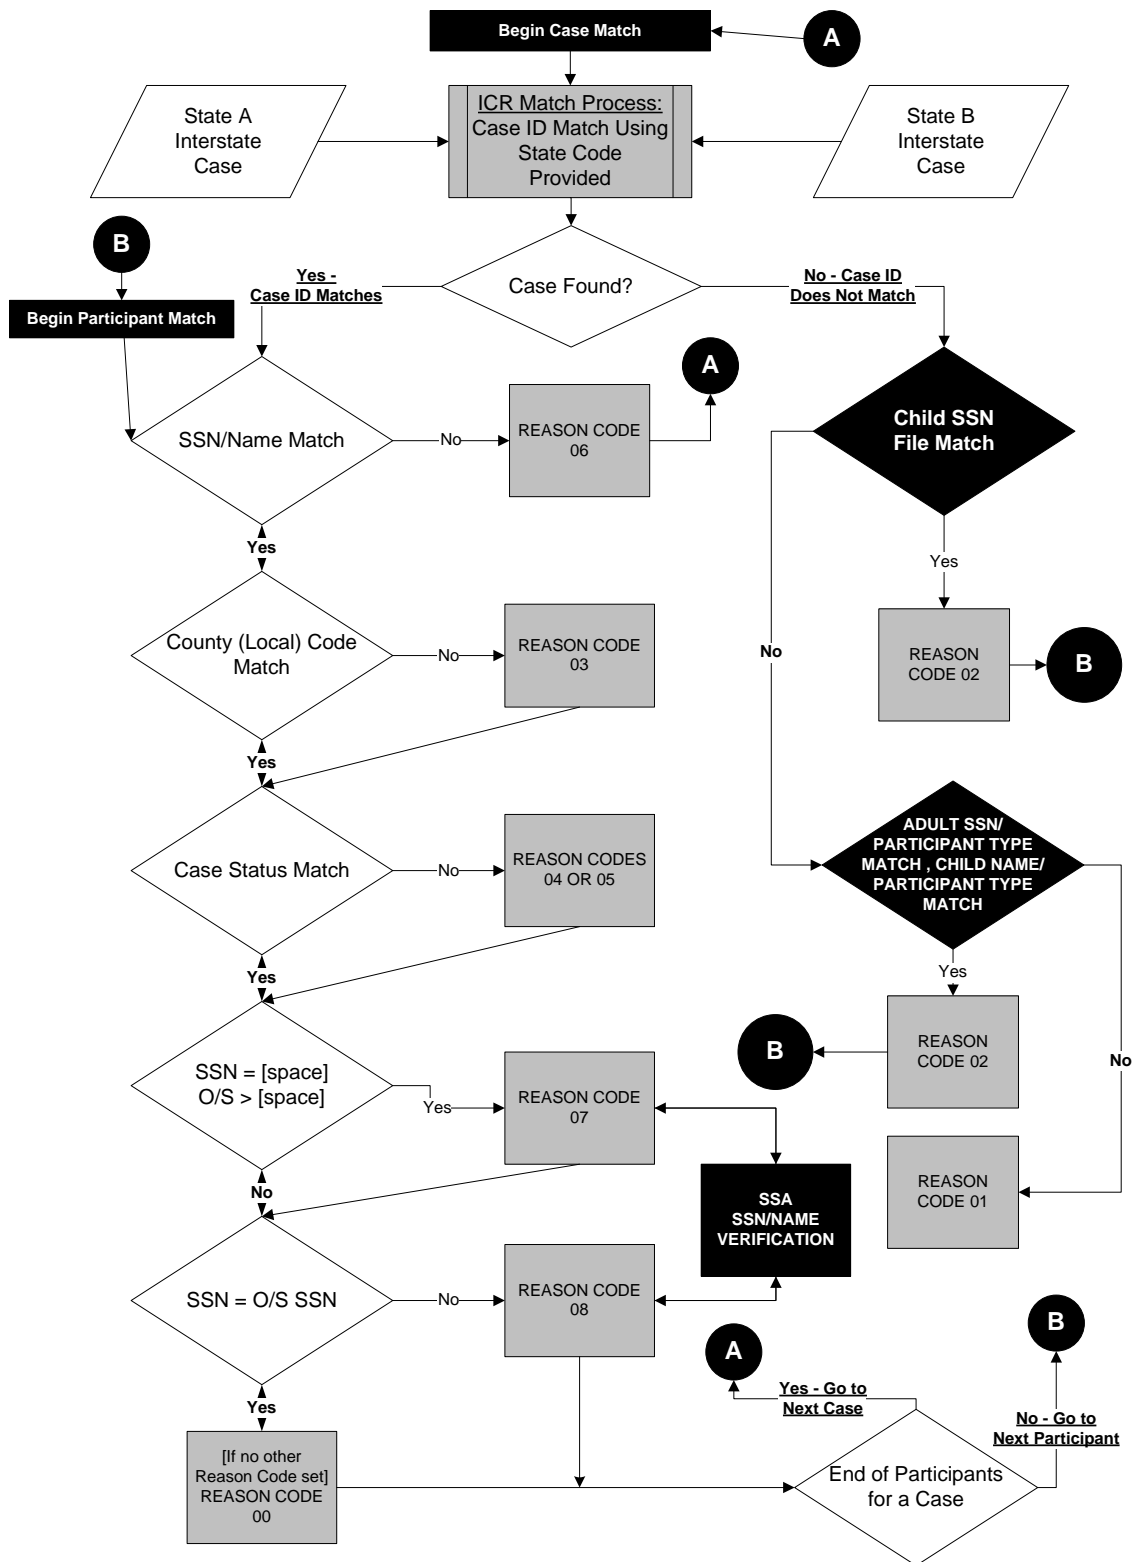 Begin Case Match
A
State A
Interstate
Case
ICR Match Process:
Case ID Match Using
State Code
Provided
State B
Interstate
Case
B
Begin Participant Match
Yes -
Case ID Matches
Case Found?
No - Case ID
Does Not Match
SSN/Name Match
No
REASON CODE
06
A
Child SSN
File Match
Yes
Yes
County (Local) Code
Match
No
REASON CODE
03
No
REASON
CODE 02
B
Yes
Case Status Match
No
REASON CODES
04 OR 05
ADULT SSN/
PARTICIPANT TYPE
MATCH , CHILD NAME/
PARTICIPANT TYPE
MATCH
Yes
Yes
SSN = [space]
O/S > [space]
Yes
REASON CODE
07
B
REASON
CODE 02
No
No
SSA
SSN/NAME
VERIFICATION
REASON
CODE 01
SSN = O/S SSN
No
REASON CODE
08
A
B
Yes
Yes - Go to
Next Case
No - Go to
Next Participant
[If no other
Reason Code set]
REASON CODE
00
End of Participants
for a Case